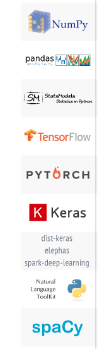 NumPy
pandas
SM StatsModels
Statistics in Python
TensorFlow
PYTORCH
K Keras
dist-keras
elephas
spark-deep-learning
Natural
Language
ToolKit
spaCy